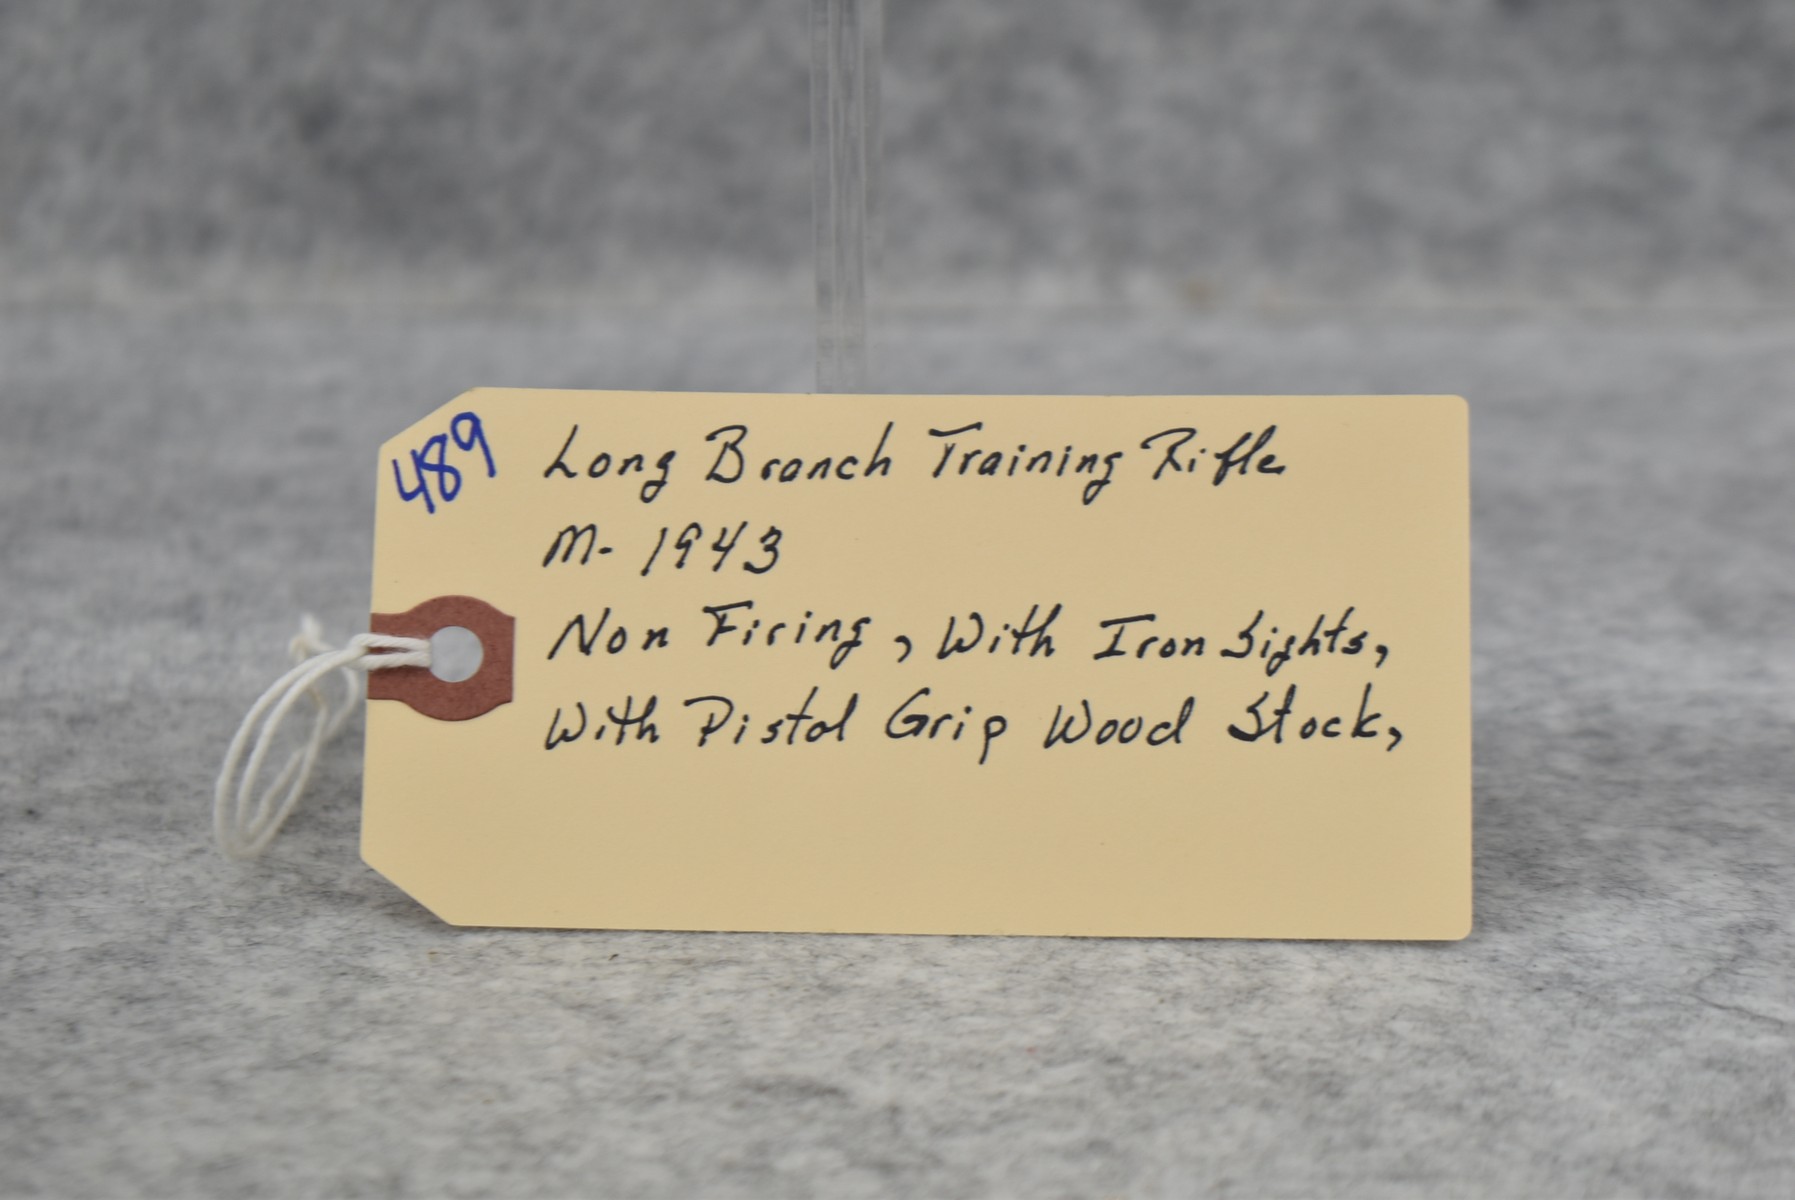 489
Long Branch Training Rifle
M- 1943
Non Firing, With Iron Sights,
With Pistol Grip Wood Stock,